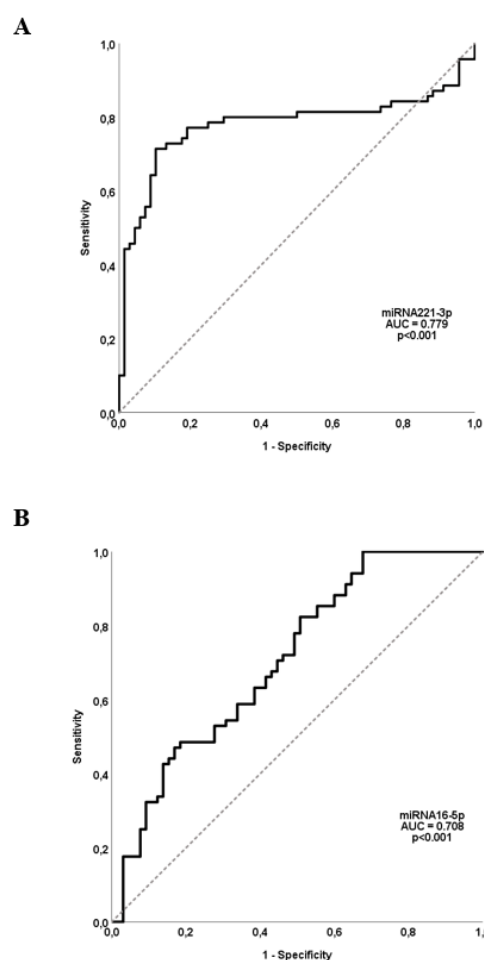 A
1,0
0,8
0,6
0,4
0,2
0,0
Sensitivity
miRNA221-3p
AUC = 0.779
p<0.001
0,0 0,2 0,4 0,6 0,8 1,0
1 - Specificity
B
1,0
0,8
0,6
0,4
0,2
0,0
Sensitivity
miRNA16-5p
AUC = 0.708
p<0.001
0,0 0,2 0,4 0,6 0,8 1,
1 - Specificity